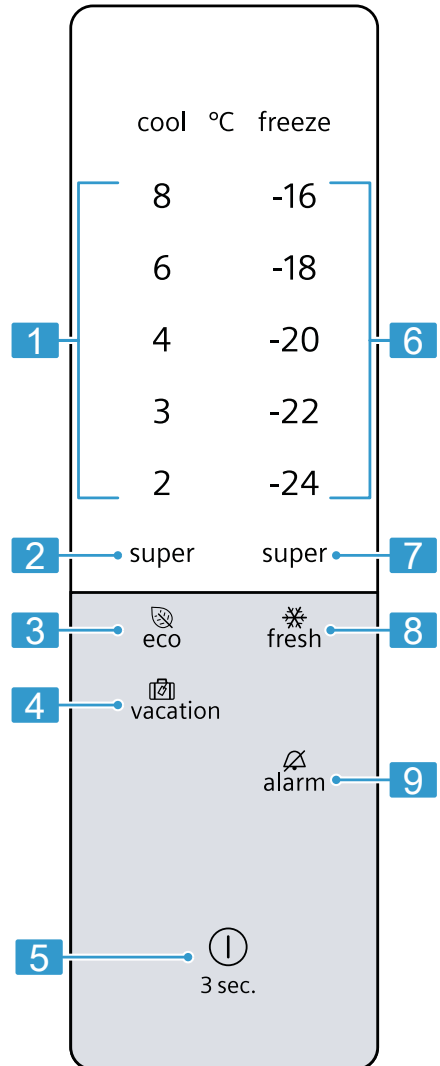 cool °C freeze
8 -16
6 -18
1 4 -20 6
3 -22
2 -24
2 super super 7
3 eco fresh 8
4 vacation
alarm 9
5
3 sec.